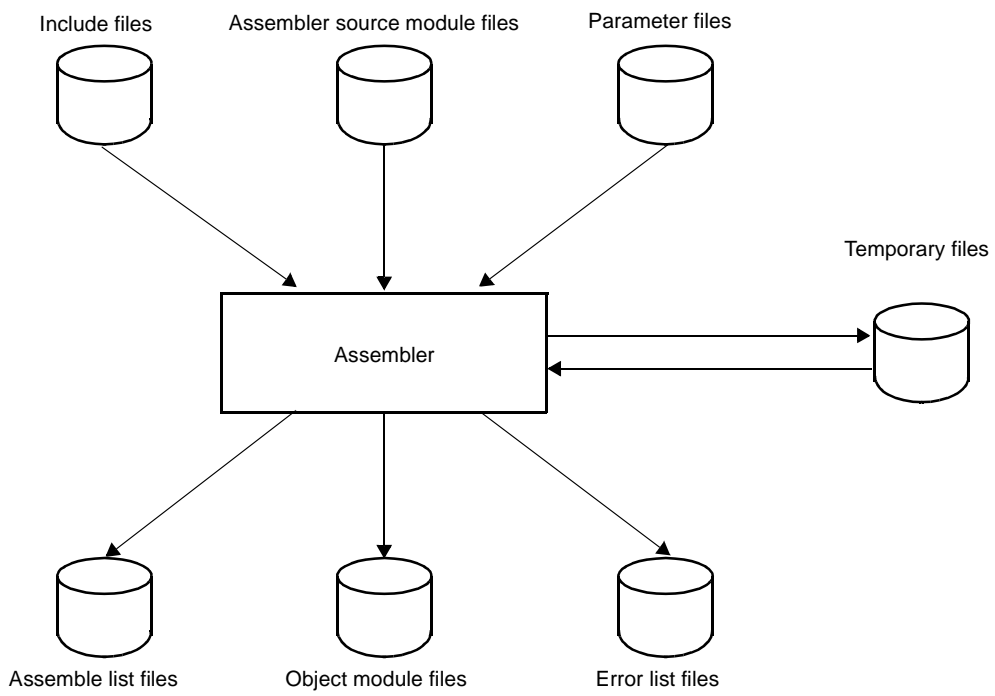 Include files
Assembler source module files
Parameter files
Temporary files
Assembler
Assemble list files
Object module files
Error list files